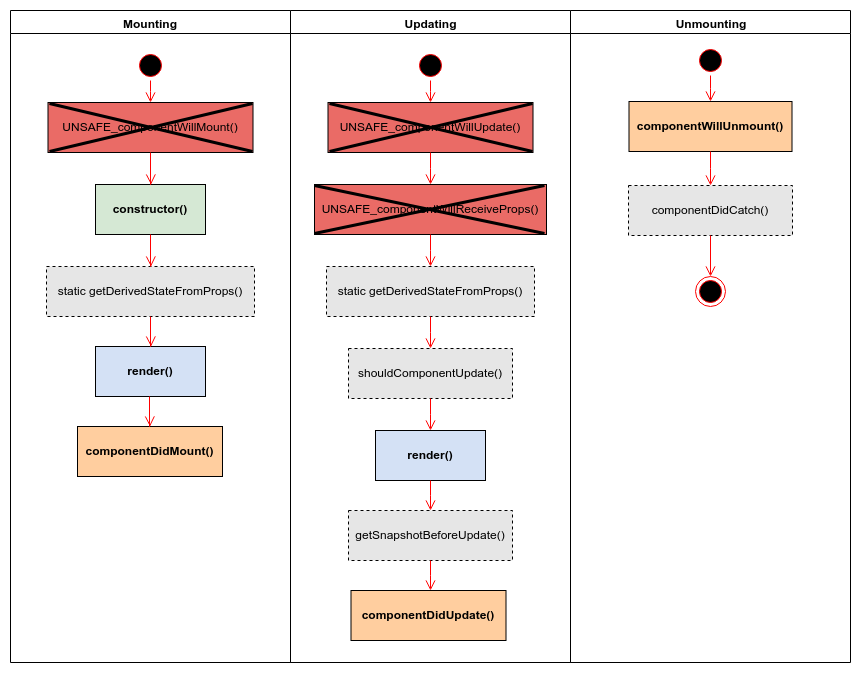 Mounting
UNSAFE_componentWillMount()
constructor()
static getDerivedStateFromProps()
render()
componentDidMount()
Updating
UNSAFE_componentWillUpdate()
UNSAFE_componentWillReceiveProps()
static getDerivedStateFromProps()
shouldComponentUpdate()
render()
getSnapshotBeforeUpdate()
componentDidUpdate()
Unmounting
componentWillUnmount()
componentDidCatch()